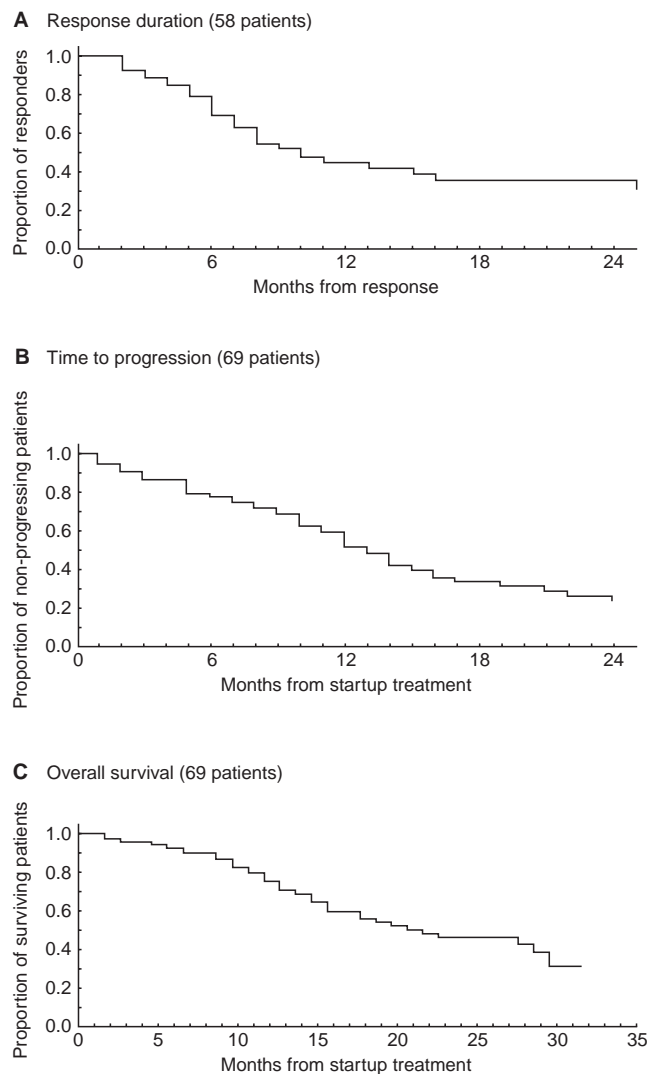 A Response duration (58 patients)
Proportion of responders
1.0
0.8
0.6
0.4
0.2
0.0
0 6 12 18 24
Months from response
B Time to progression (69 patients)
Proportion of non-progressing patients
1.0
0.8
0.6
0.4
0.2
0.0
0 6 12 18 24
Months from startup treatment
C Overall survival (69 patients)
Proportion of surviving patients
1.0
0.8
0.6
0.4
0.2
0.0
0 5 10 15 20 25 30 35
Months from startup treatment